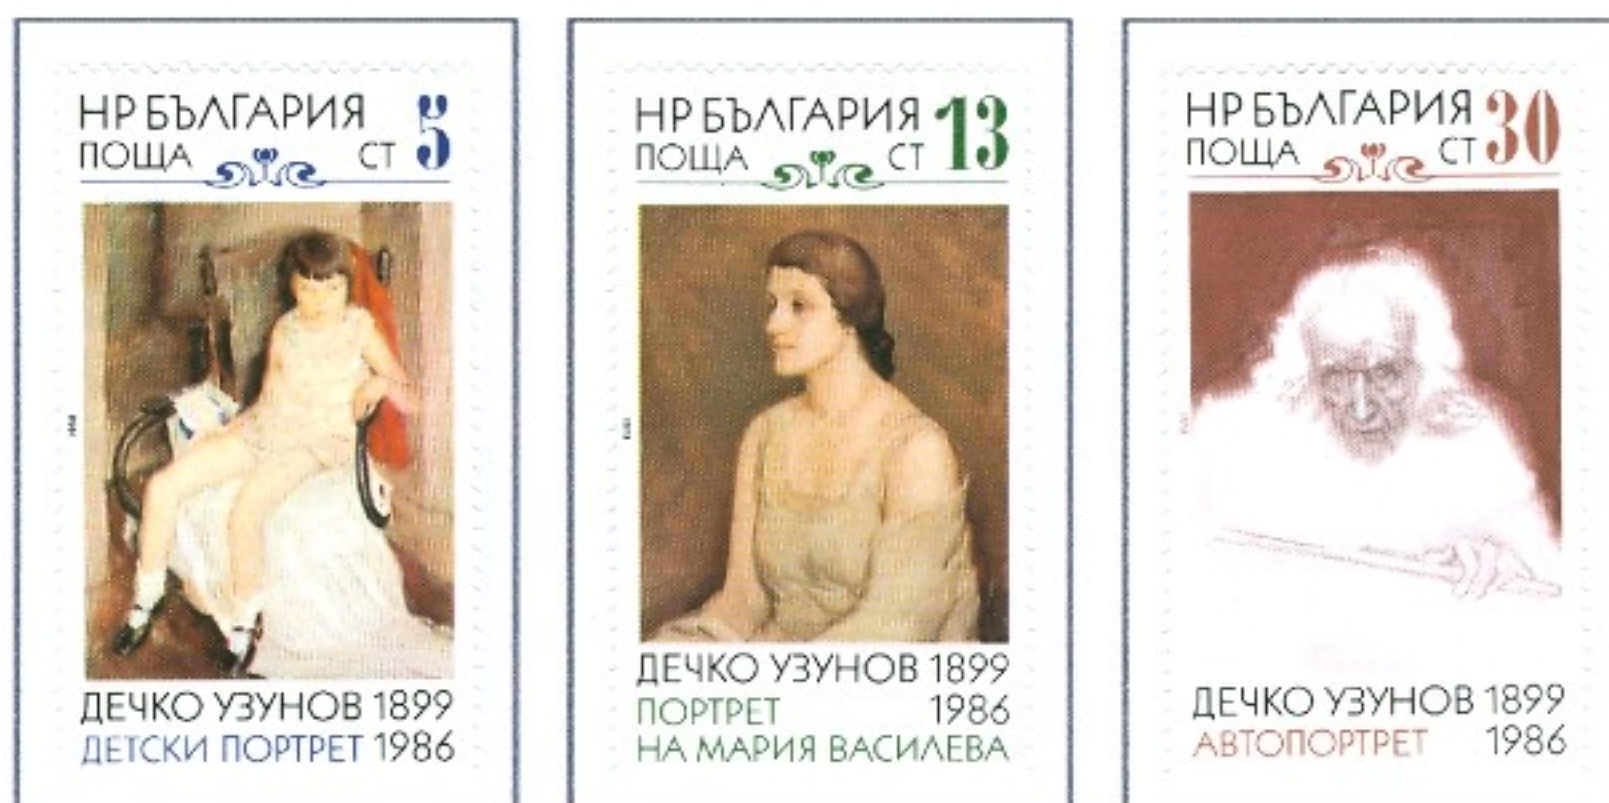 НР БЪЛГАРИЯ 5
ПОЩА СТ
ДЕЧКО УЗУНОВ 1899
ДЕТСКИ ПОРТРЕТ 1986
НР БЪЛГАРИЯ 13
ПОЩА СТ
ДЕЧКО УЗУНОВ 1899
ПОРТРЕТ 1986
НА МАРИЯ ВАСИЛЕВА
НР БЪЛГАРИЯ 30
ПОЩА СТ
ДЕЧКО УЗУНОВ 1899
АВТОПОРТРЕТ 1986